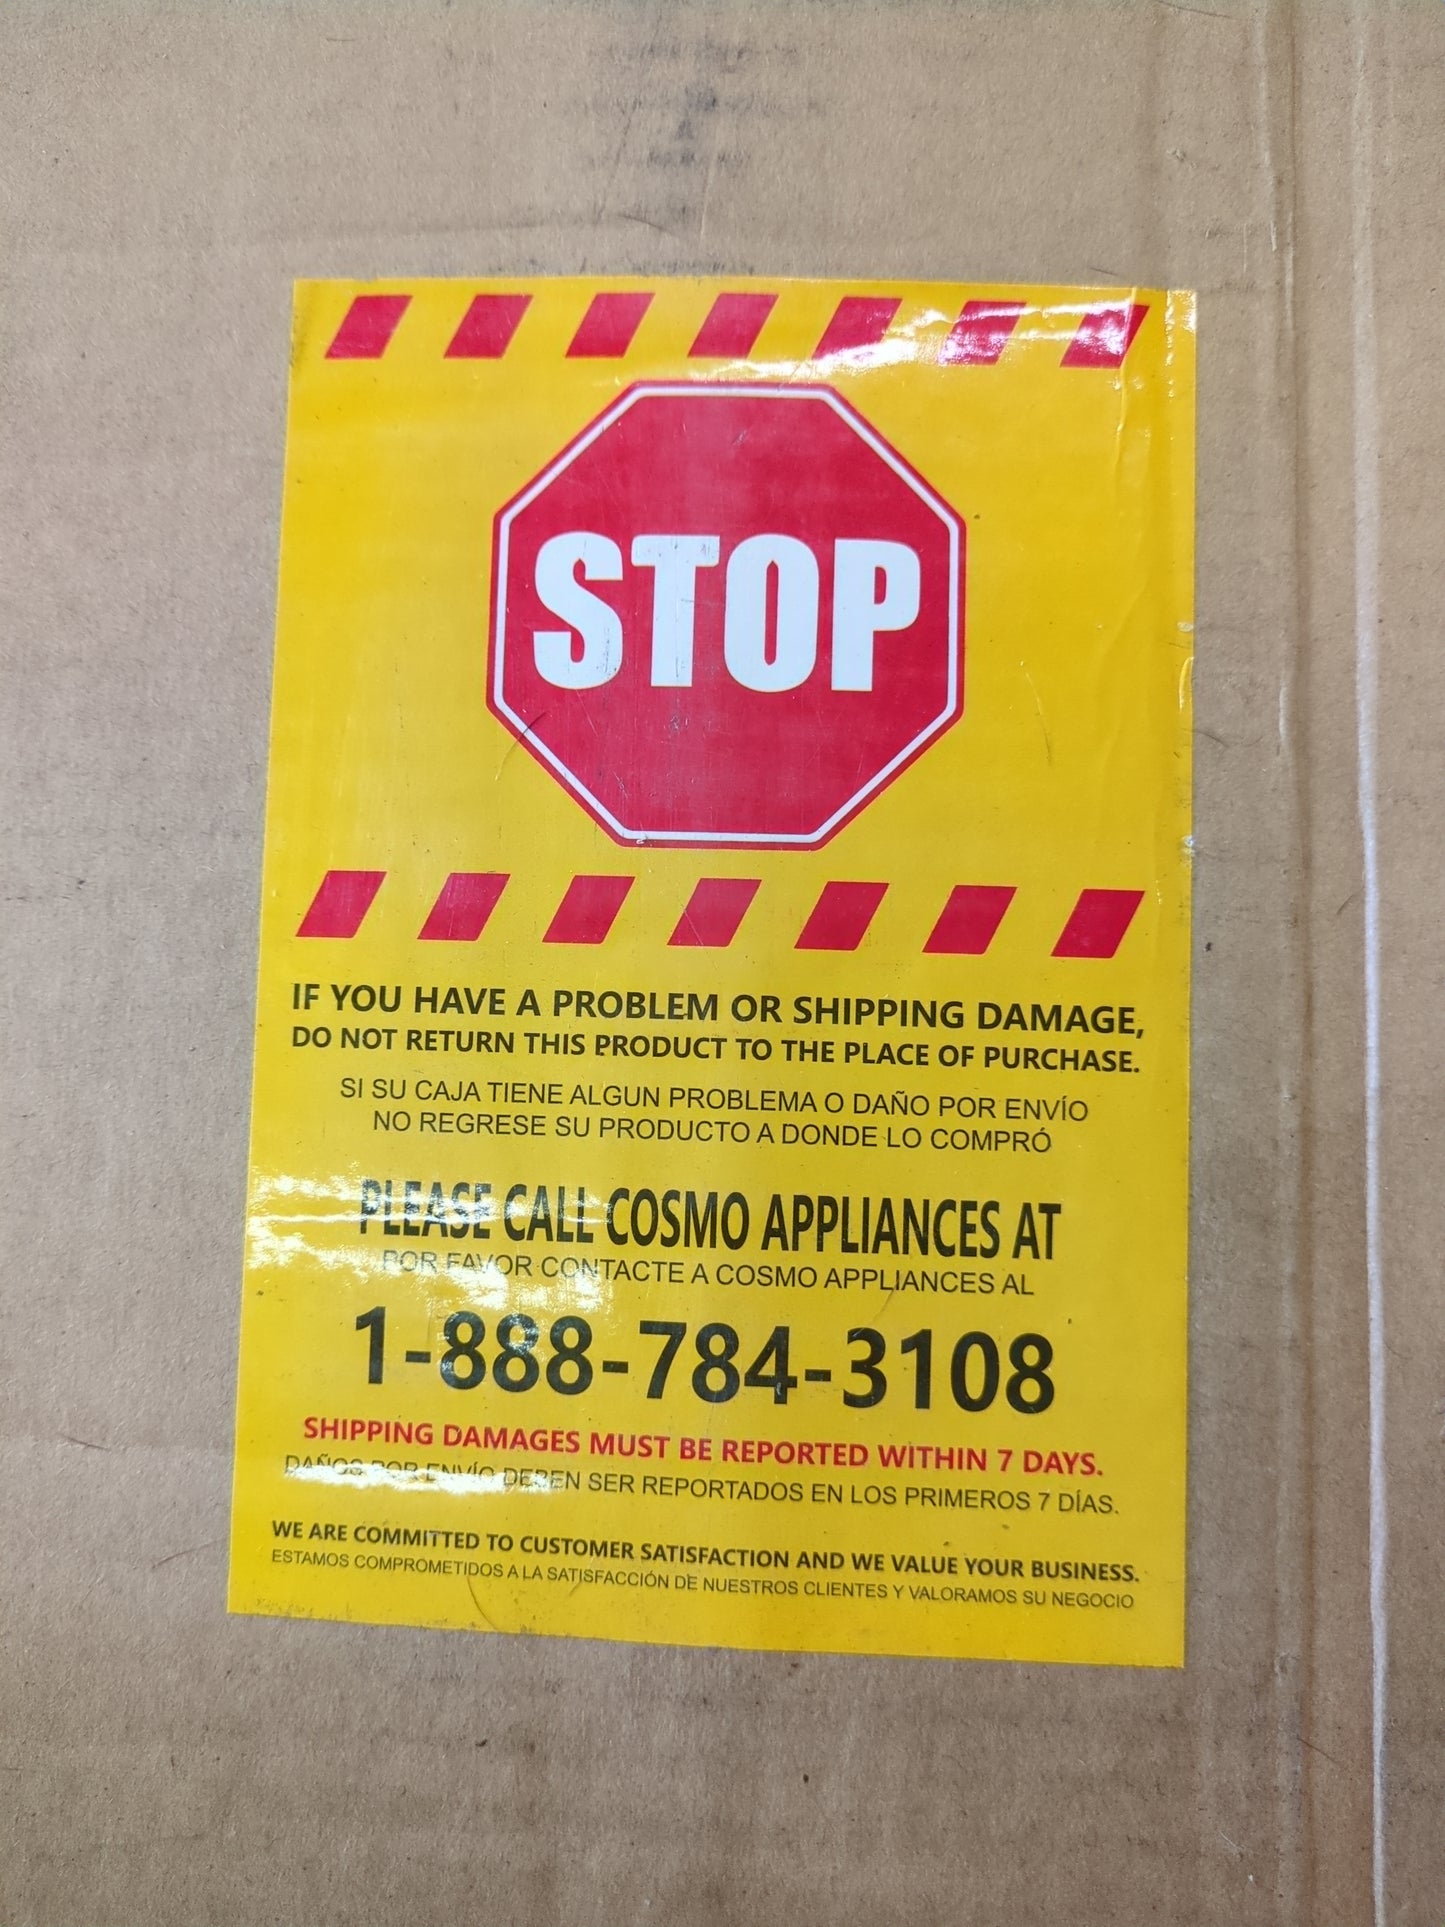 STOP
IF YOU HAVE A PROBLEM OR SHIPPING DAMAGE,
DO NOT RETURN THIS PRODUCT TO THE PLACE OF PURCHASE.
SI SU CAJA TIENE ALGUN PROBLEMA O DAÑO POR ENVÍO
NO REGRESE SU PRODUCTO A DONDE LO COMPRÓ
PLEASE CALL COSMO APPLIANCES AT
POR FAVOR CONTACTE A COSMO APPLIANCES AL
1-888-784-3108
SHIPPING DAMAGES MUST BE REPORTED WITHIN 7 DAYS.
DAÑOS POR ENVÍO DEBEN SER REPORTADOS EN LOS PRIMEROS 7 DÍAS.
WE ARE COMMITTED TO CUSTOMER SATISFACTION AND WE VALUE YOUR BUSINESS.
ESTAMOS COMPROMETIDOS A LA SATISFACCIÓN DE NUESTROS CLIENTES Y VALORAMOS SU NEGOCIO